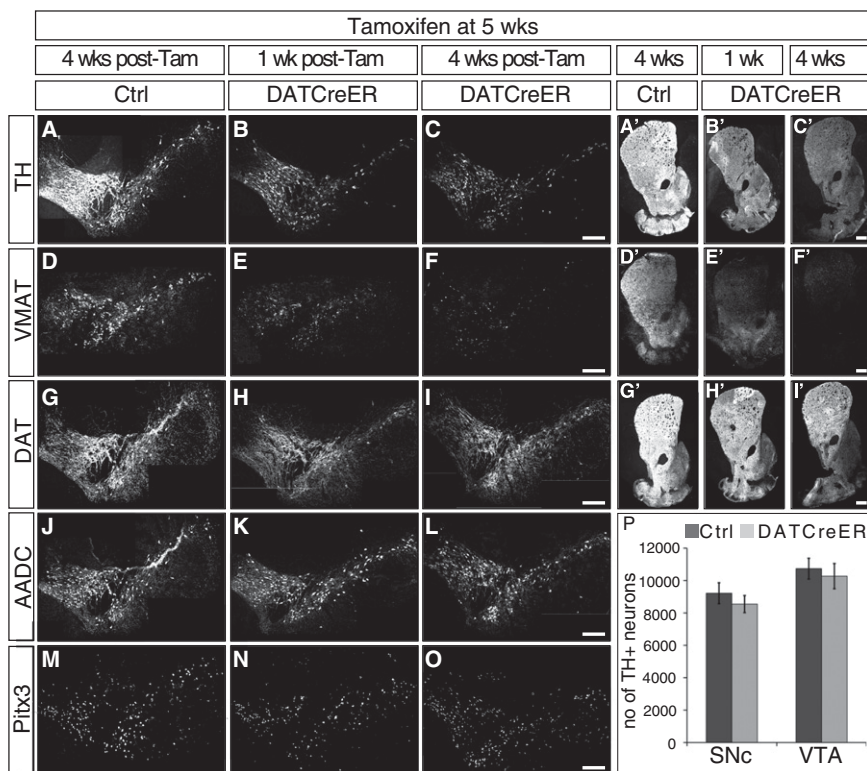 Tamoxifen at 5 wks
4 wks post-Tam 1 wk post-Tam 4 wks post-Tam 4 wks 1 wk 4 wks
Ctrl DATCreER DATCreER Ctrl DATCreER
TH A B C A' B' C'
VMAT D E F D' E' F'
DAT G H I G' H' I'
AADC J K L
Pitx3 M N O
P
Ctrl DATCreER
no of TH+ neurons
12000
10000
8000
6000
4000
2000
0
SNc VTA